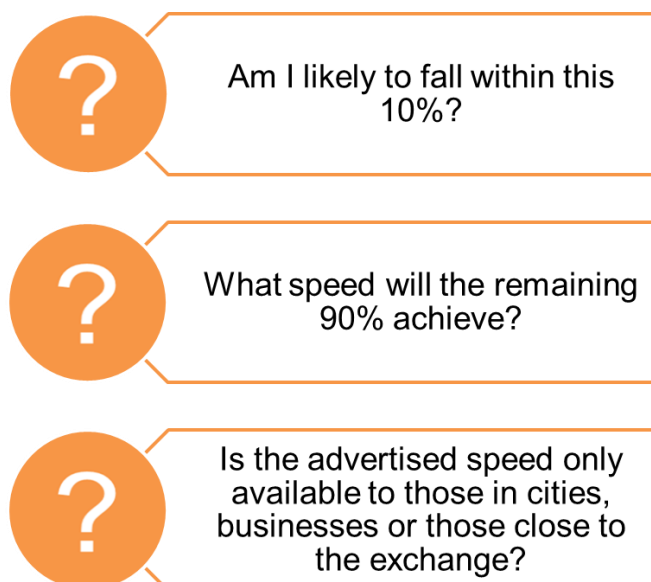 ?
Am I likely to fall within this
10%?
?
What speed will the remaining
90% achieve?
?
Is the advertised speed only
available to those in cities,
businesses or those close to
the exchange?